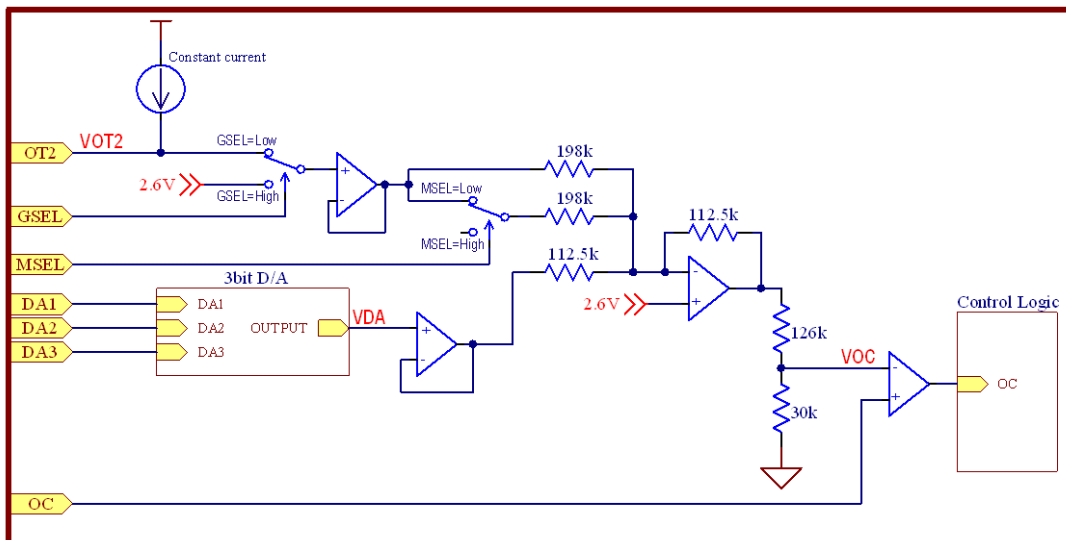 Constant current
OT2
VOT2
GSEL=Low
2.6V
GSEL=High
GSEL
+
-
MSEL=Low
MSEL=High
MSEL
198k
198k
112.5k
112.5k
-
+
2.6V
3bit D/A
DA1
DA2
DA3
DA1
DA2
DA3
OUTPUT
VDA
+
-
126k
VOC
30k
-
+
Control Logic
OC
OC